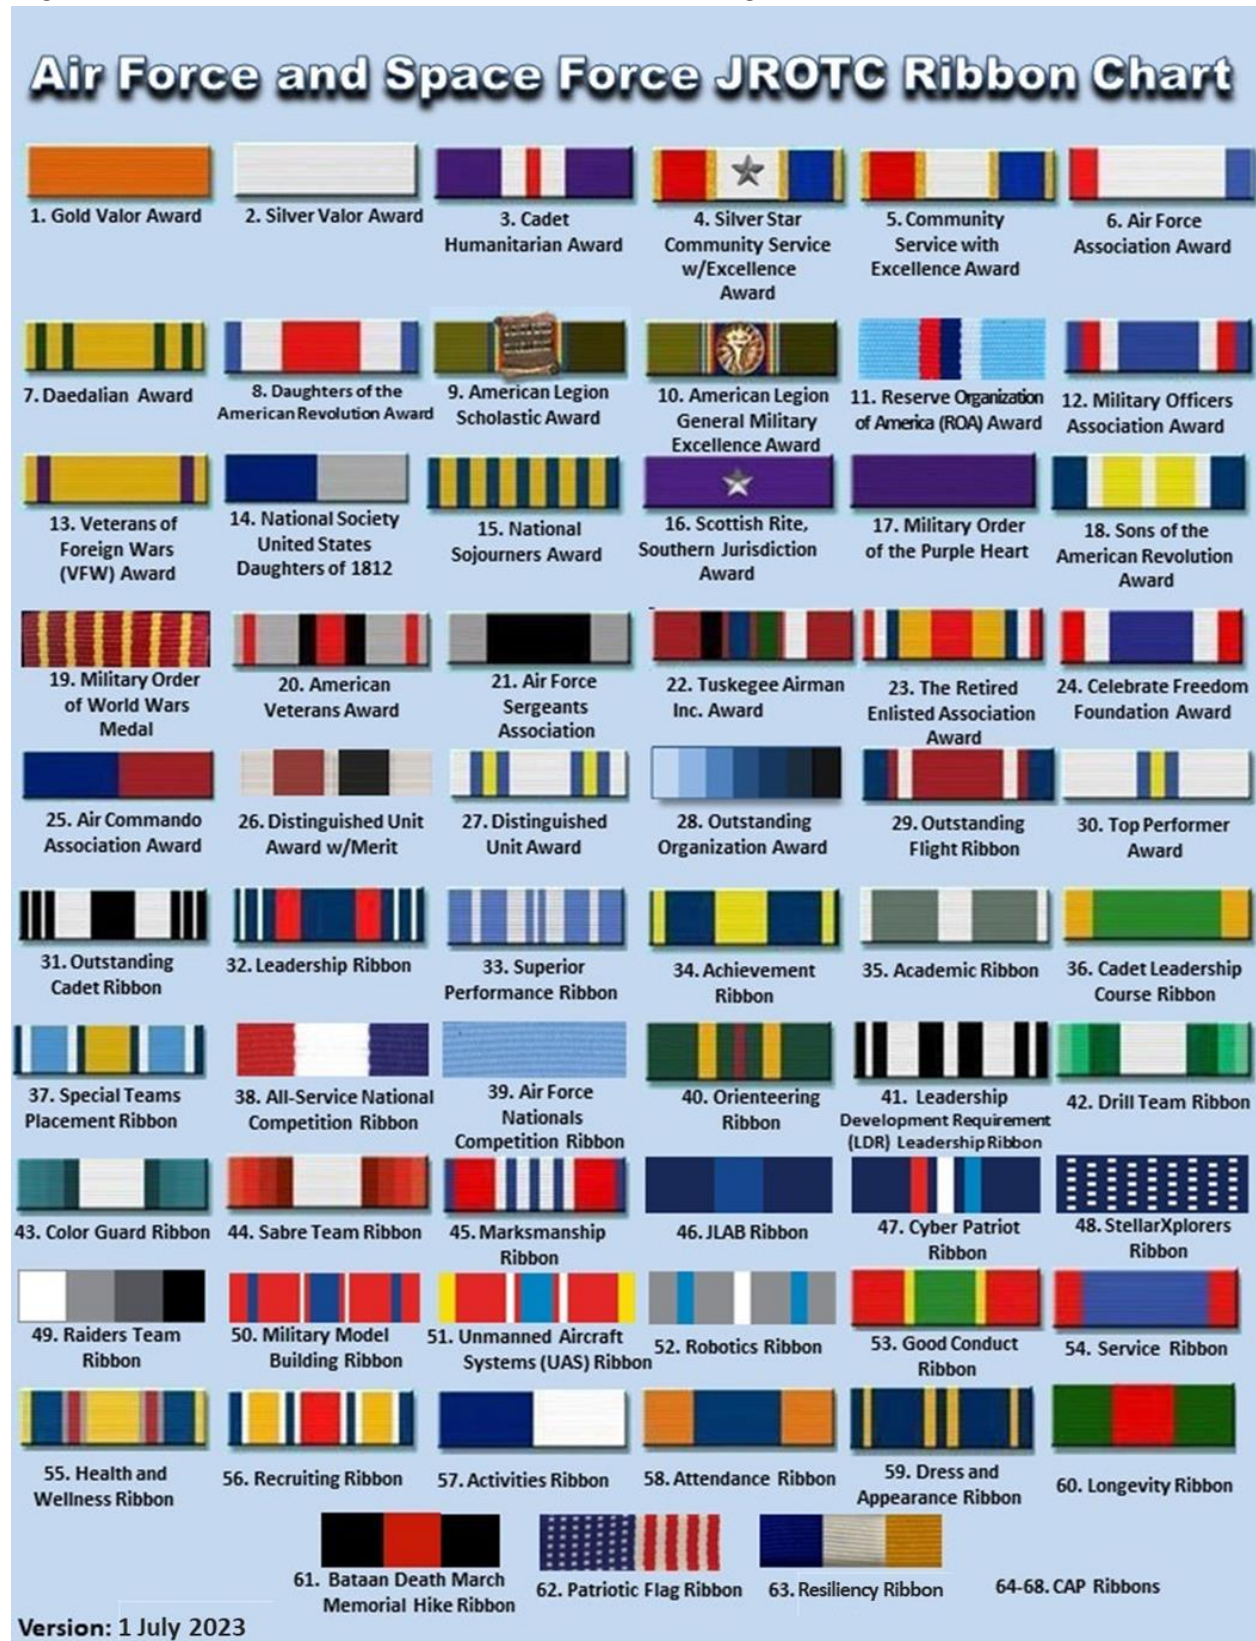 Air Force and Space Force JROTC Ribbon Chart
1. Gold Valor Award
2. Silver Valor Award
3. Cadet
Humanitarian Award
4. Silver Star
Community Service
w/Excellence
Award
5. Community
Service with
Excellence Award
6. Air Force
Association Award
7. Daedalian Award
8. Daughters of the
American Revolution Award
9. American Legion
Scholastic Award
10. American Legion
General Military
Excellence Award
11. Reserve Organization
of America (ROA) Award
12. Military Officers
Association Award
13. Veterans of
Foreign Wars
(VFW) Award
14. National Society
United States
Daughters of 1812
15. National
Sojourners Award
16. Scottish Rite,
Southern Jurisdiction
Award
17. Military Order
of the Purple Heart
18. Sons of the
American Revolution
Award
19. Military Order
of World Wars
Medal
20. American
Veterans Award
21. Air Force
Sergeants
Association
22. Tuskegee Airman
Inc. Award
23. The Retired
Enlisted Association
Award
24. Celebrate Freedom
Foundation Award
25. Air Commando
Association Award
26. Distinguished Unit
Award w/Merit
27. Distinguished
Unit Award
28. Outstanding
Organization Award
29. Outstanding
Flight Ribbon
30. Top Performer
Award
31. Outstanding
Cadet Ribbon
32. Leadership Ribbon
33. Superior
Performance Ribbon
34. Achievement
Ribbon
35. Academic Ribbon
36. Cadet Leadership
Course Ribbon
37. Special Teams
Placement Ribbon
38. All-Service National
Competition Ribbon
39. Air Force
Nationals
Competition Ribbon
40. Orienteering
Ribbon
41. Leadership
Development Requirement
(LDR) Leadership Ribbon
42. Drill Team Ribbon
43. Color Guard Ribbon
44. Sabre Team Ribbon
45. Marksmanship
Ribbon
46. JLAB Ribbon
47. Cyber Patriot
Ribbon
48. StellarXplorers
Ribbon
49. Raiders Team
Ribbon
50. Military Model
Building Ribbon
51. Unmanned Aircraft
Systems (UAS) Ribbon
52. Robotics Ribbon
53. Good Conduct
Ribbon
54. Service Ribbon
55. Health and
Wellness Ribbon
56. Recruiting Ribbon
57. Activities Ribbon
58. Attendance Ribbon
59. Dress and
Appearance Ribbon
60. Longevity Ribbon
61. Bataan Death March
Memorial Hike Ribbon
62. Patriotic Flag Ribbon
63. Resiliency Ribbon
64-68. CAP Ribbons
Version: 1 July 2023